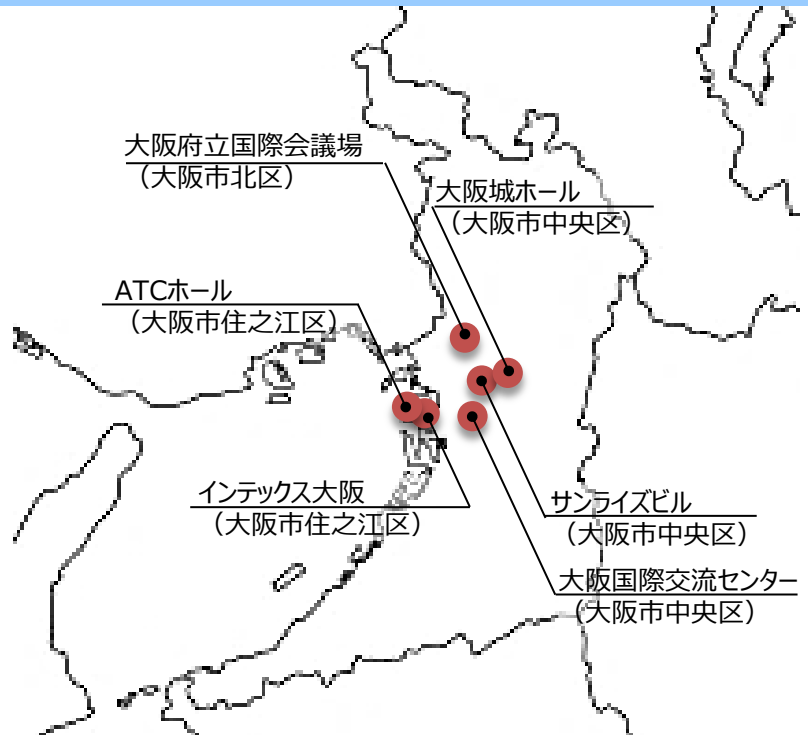 大阪府立国際会議場
（大阪市北区）
大阪城ホール
（大阪市中央区）
ATCホール
（大阪市住之江区）
インテックス大阪
（大阪市住之江区）
サンライズビル
（大阪市中央区）
大阪国際交流センター
（大阪市中央区）